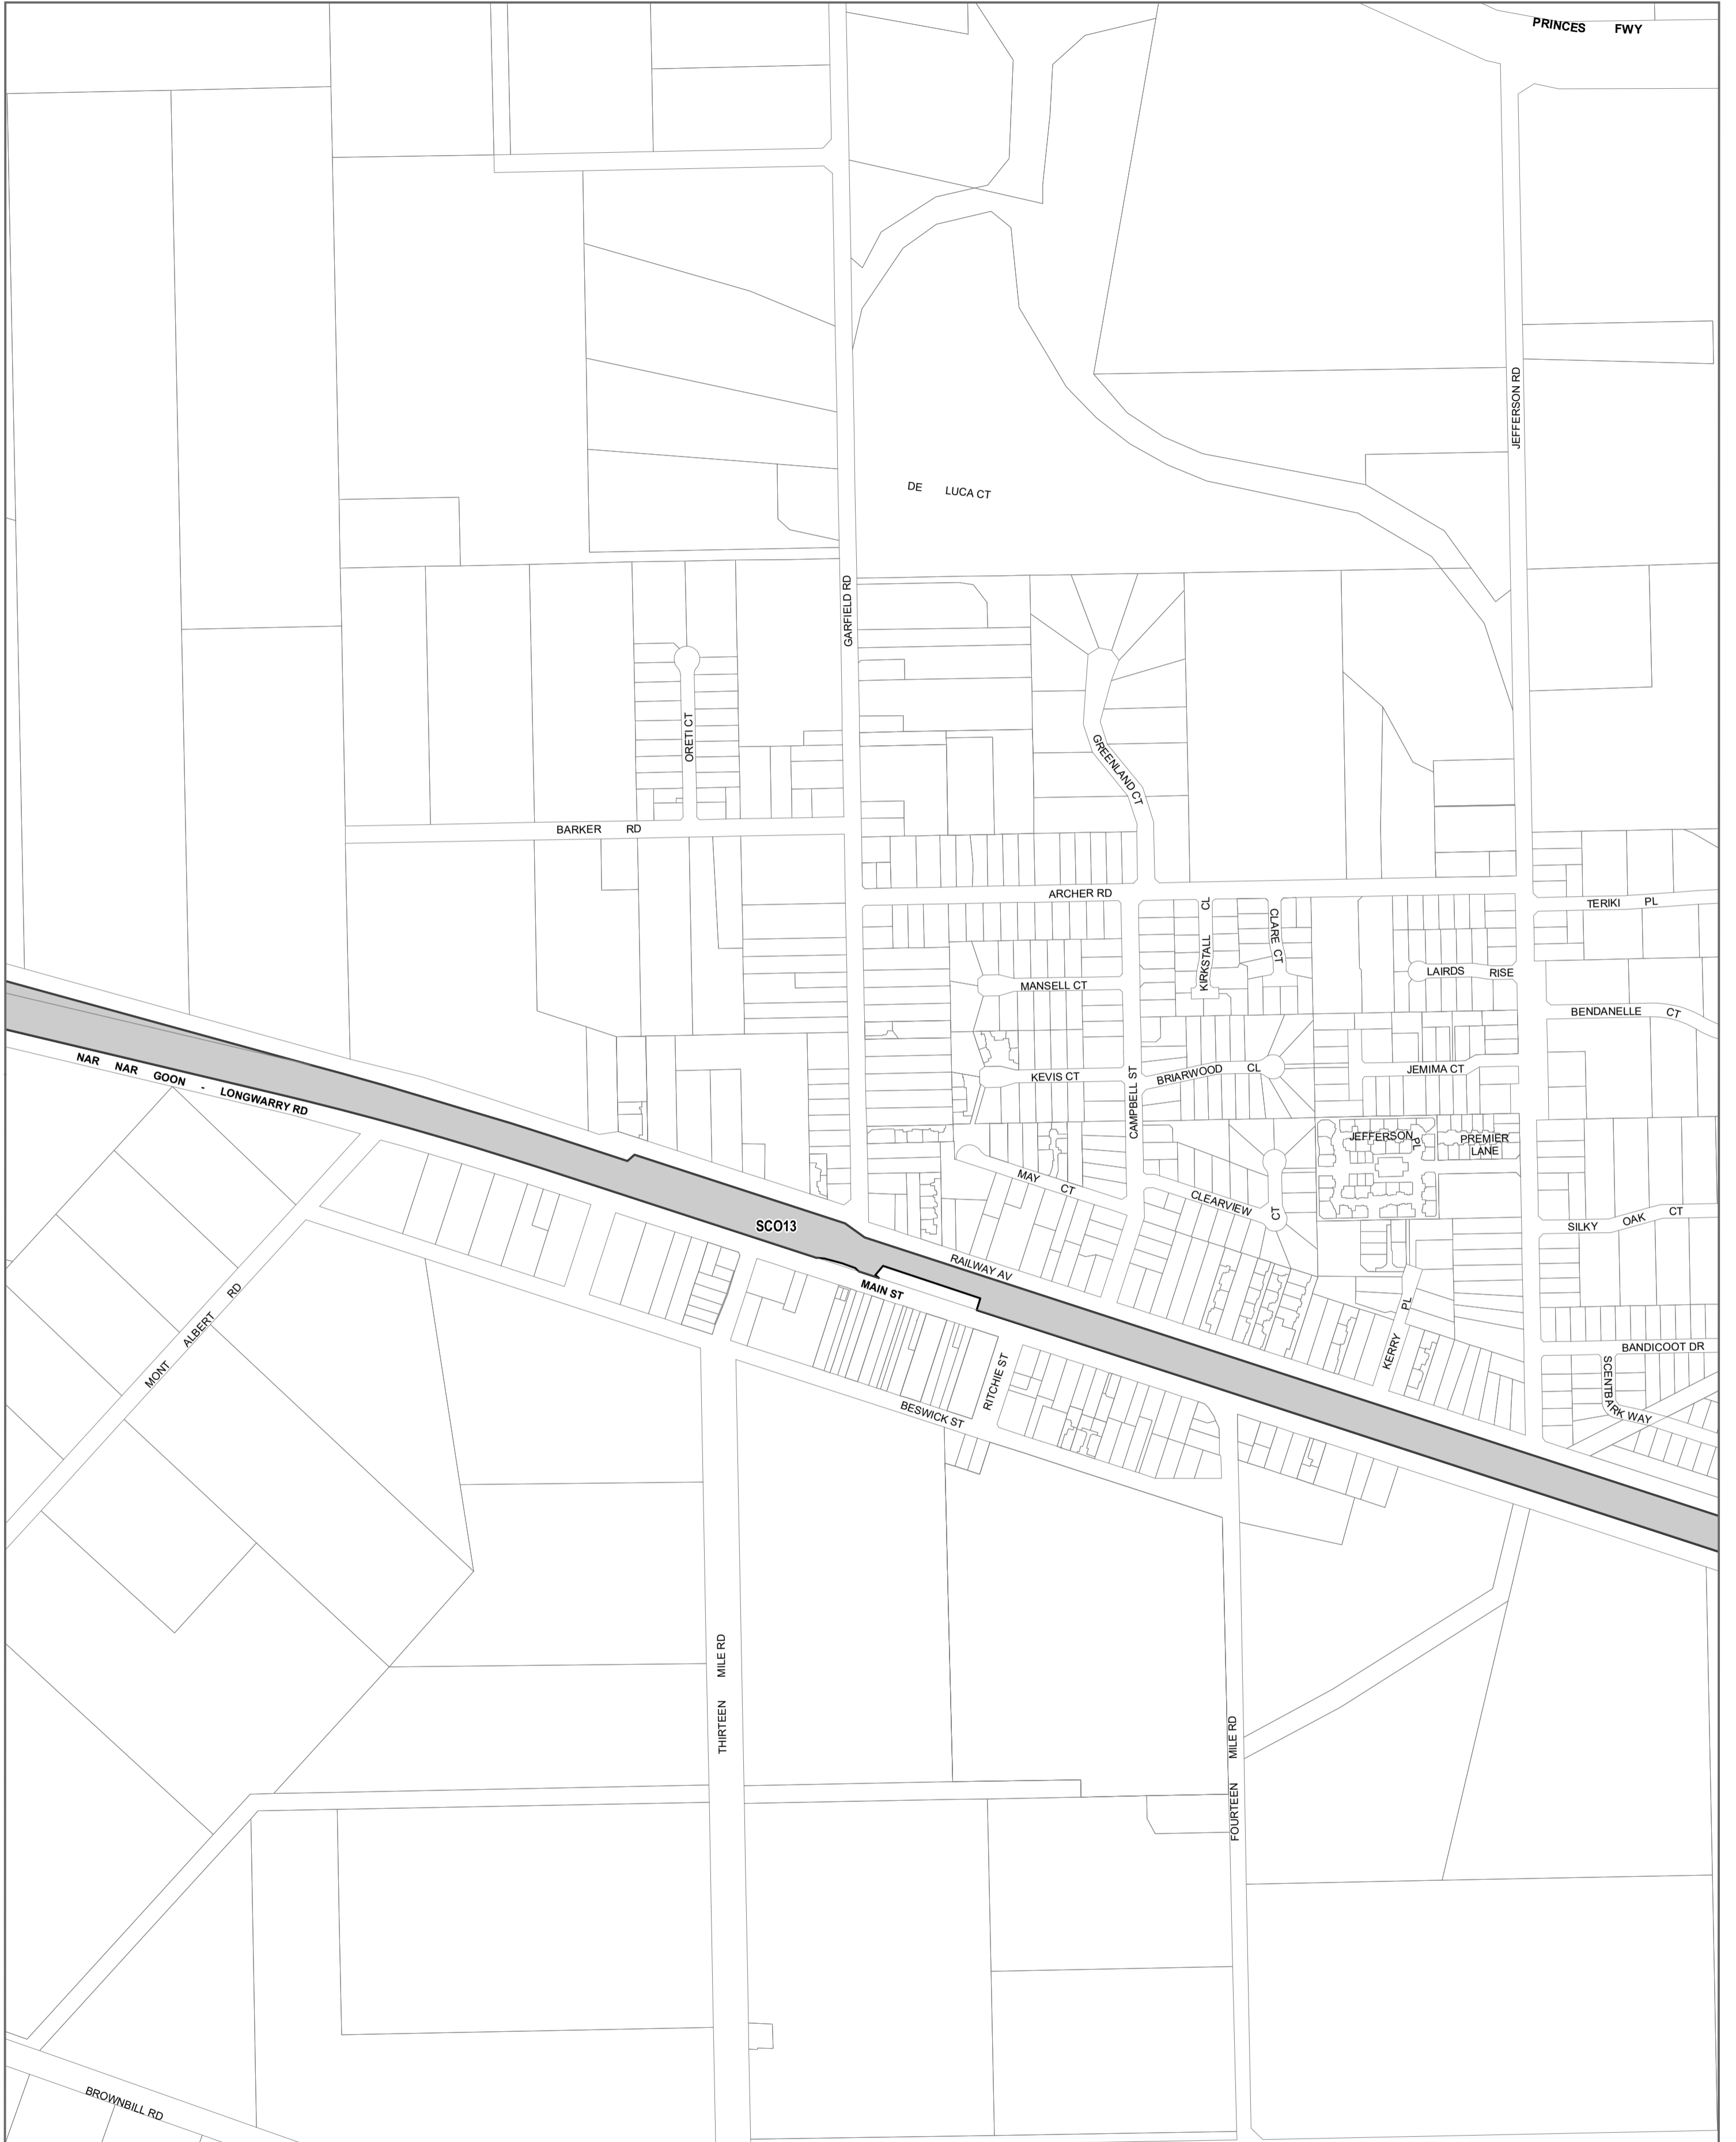 PRINCES FWY
JEFFERSON RD
DE LUCA CT
GARFIELD RD
ORETI CT
GREENLAND CT
BARKER RD
ARCHER RD
TERIKI PL
KIRKSTALL CL
CLARE CT
LAIRDS RISE
MANSELL CT
BENDANELLE CT
NAR NAR GOON - LONGWARRY RD
KEVIS CT
CAMPBELL ST
BRIARWOOD CL
JEMIMA CT
JEFFERSON PL
PREMIER
LANE
MAY CT
CLEARVIEW CT
SILKY OAK CT
SCO13
RAILWAY AV
MAIN ST
MONT ALBERT RD
KERRY PL
BANDICOOT DR
RITCHIE ST
SCENTBARK WAY
BESWICK ST
THIRTEEN MILE RD
FOURTEEN MILE RD
BROWNBILL RD